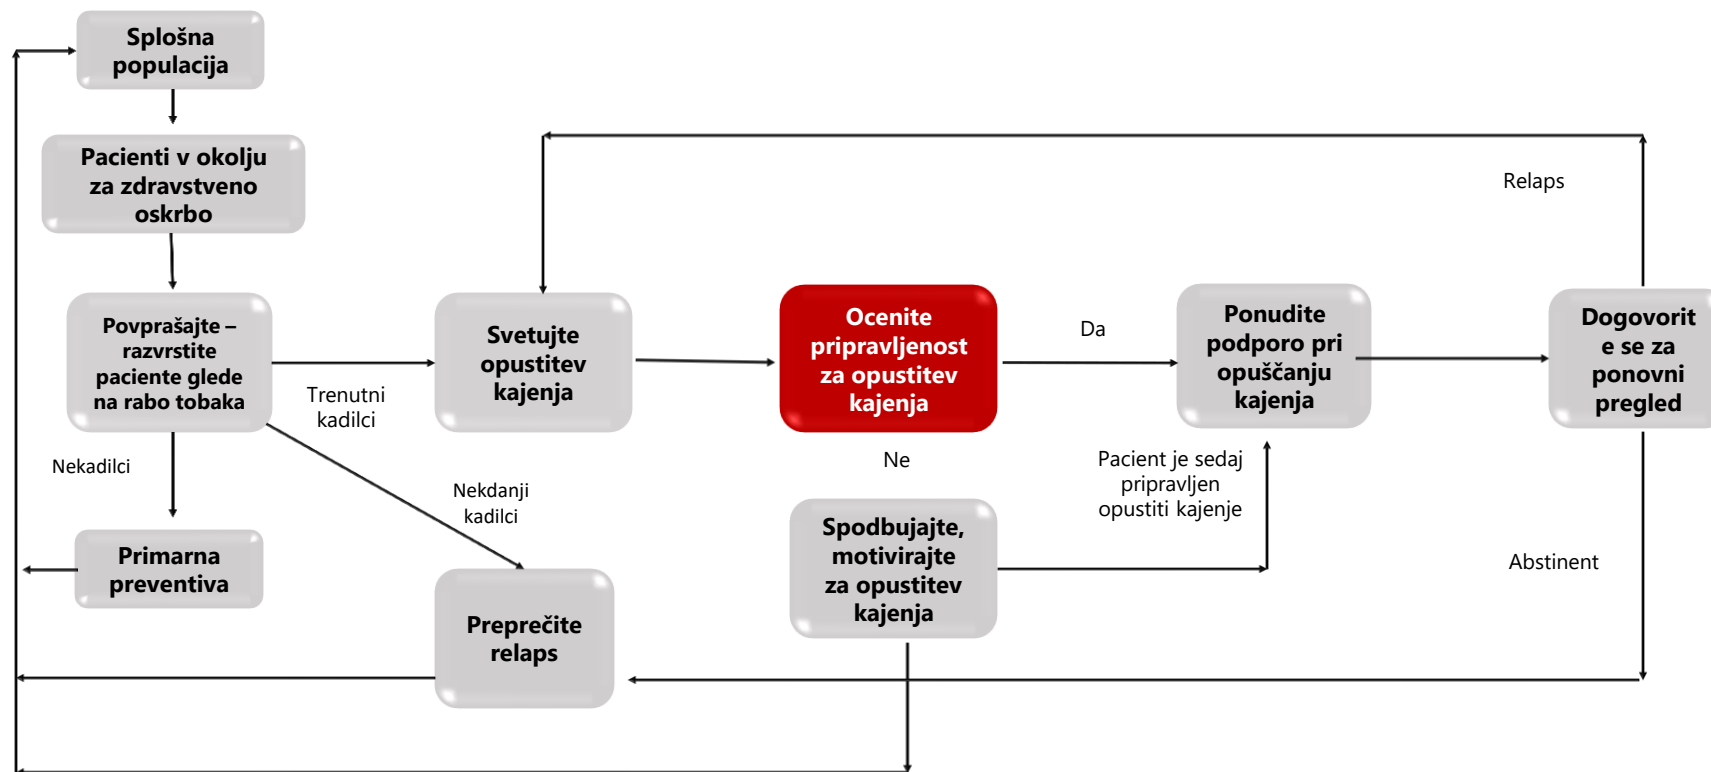 Splošna
populacija
Pacienti v okolju
za zdravstveno
oskrbo
Relaps
Povprašajte –
razvrstite
paciente glede
na rabo tobaka
Trenutni
kadilci
Svetujte
opustitev
kajenja
Ocenite
pripravljenost
za opustitev
kajenja
Da
Ponudite
podporo pri
opuščanju
kajenja
Dogovorit
e se za
ponovni
pregled
Nekadilci
Nekdanji
kadilci
Ne
Pacient je sedaj
pripravljen
opustiti kajenje
Primarna
preventiva
Spodbujajte,
motivirajte
za opustitev
kajenja
Abstinent
Preprečite
relaps